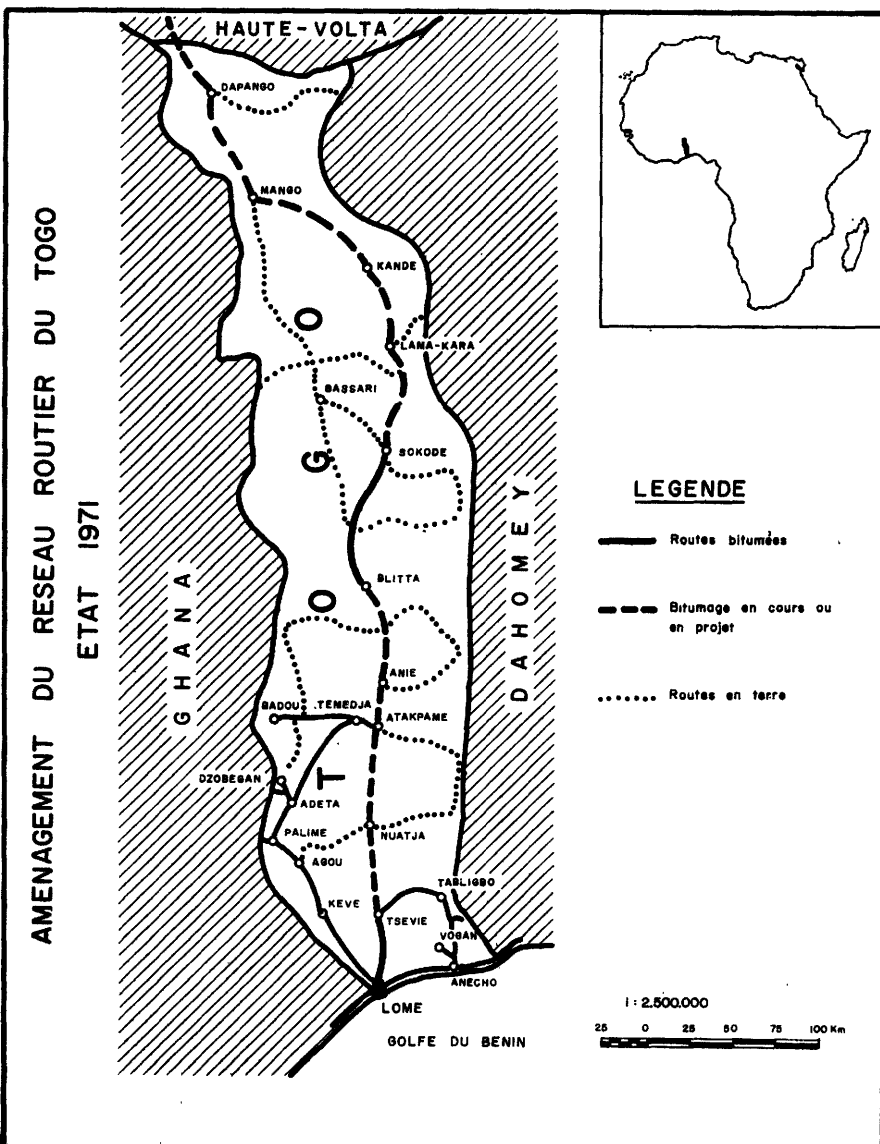 AMENAGEMENT DU RESEAU ROUTIER DU TOGO
ETAT 1971
HAUTE-VOLTA
DAPANGO
MANGO
KANDE
LAMA-KARA
BASSARI
SOKODE
BLITTA
ANIE
BADOU
TEMEDJA
ATAKPAME
DZOBEGAN
ADETA
PALIME
NUATJA
AGOU
TABLIGBO
KEVE
TSEVIE
VOGAN
ANECHO
LOME
GOLFE DU BENIN
GHANA
TOGO
DAHOMEY
LEGENDE
Routes bitumées
Bitumage en cours ou
en projet
Routes en terre
1 : 2.500.000
25 0 25 50 75 100 Km